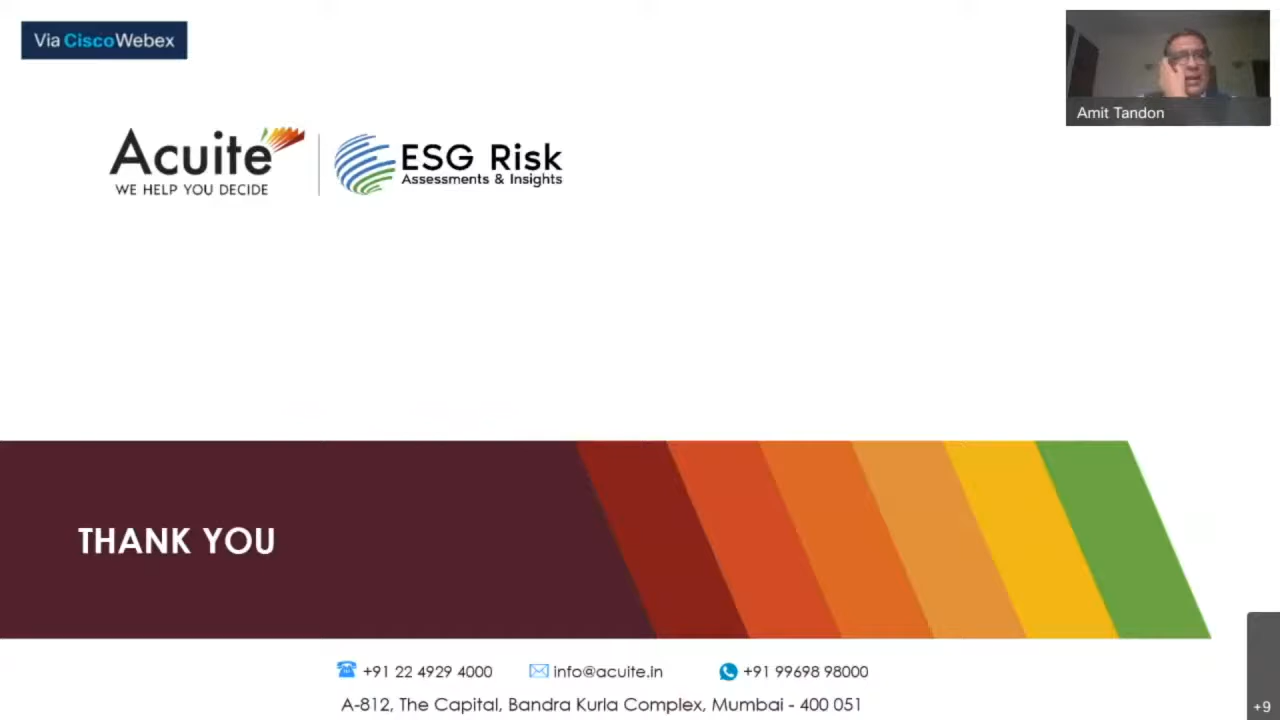 Via CiscoWebex
Amit Tandon
Acuite
WE HELP YOU DECIDE
ESG Risk
Assessments & Insights
THANK YOU
+91 22 4929 4000 info@acuite.in +91 99698 98000
A-812, The Capital, Bandra Kurla Complex, Mumbai - 400 051
+9